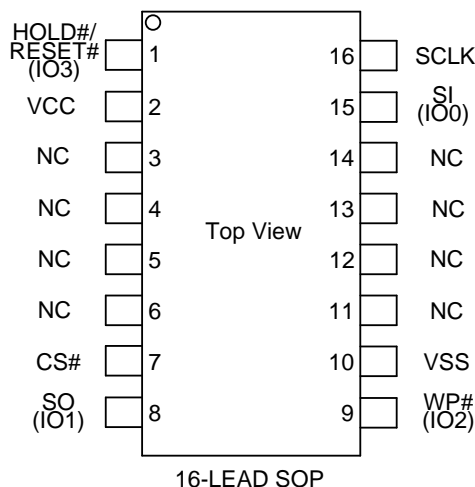 HOLD#/
RESET#
(IO3)
1
16
SCLK
VCC
2
15
SI
(IO0)
NC
3
14
NC
NC
4
13
NC
Top View
NC
5
12
NC
NC
6
11
NC
CS#
7
10
VSS
SO
(IO1)
8
9
WP#
(IO2)
16-LEAD SOP